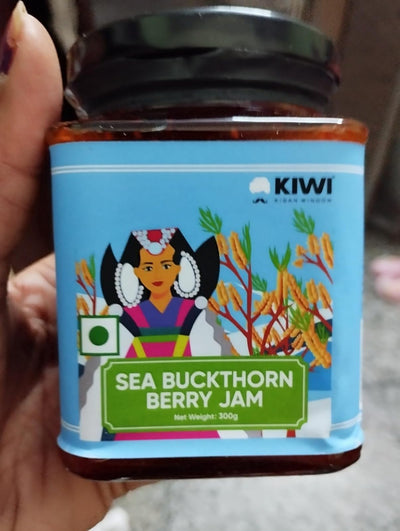 KIWI
KISAN WINDOW
SEA BUCKTHORN
BERRY JAM
Net Weight: 300g